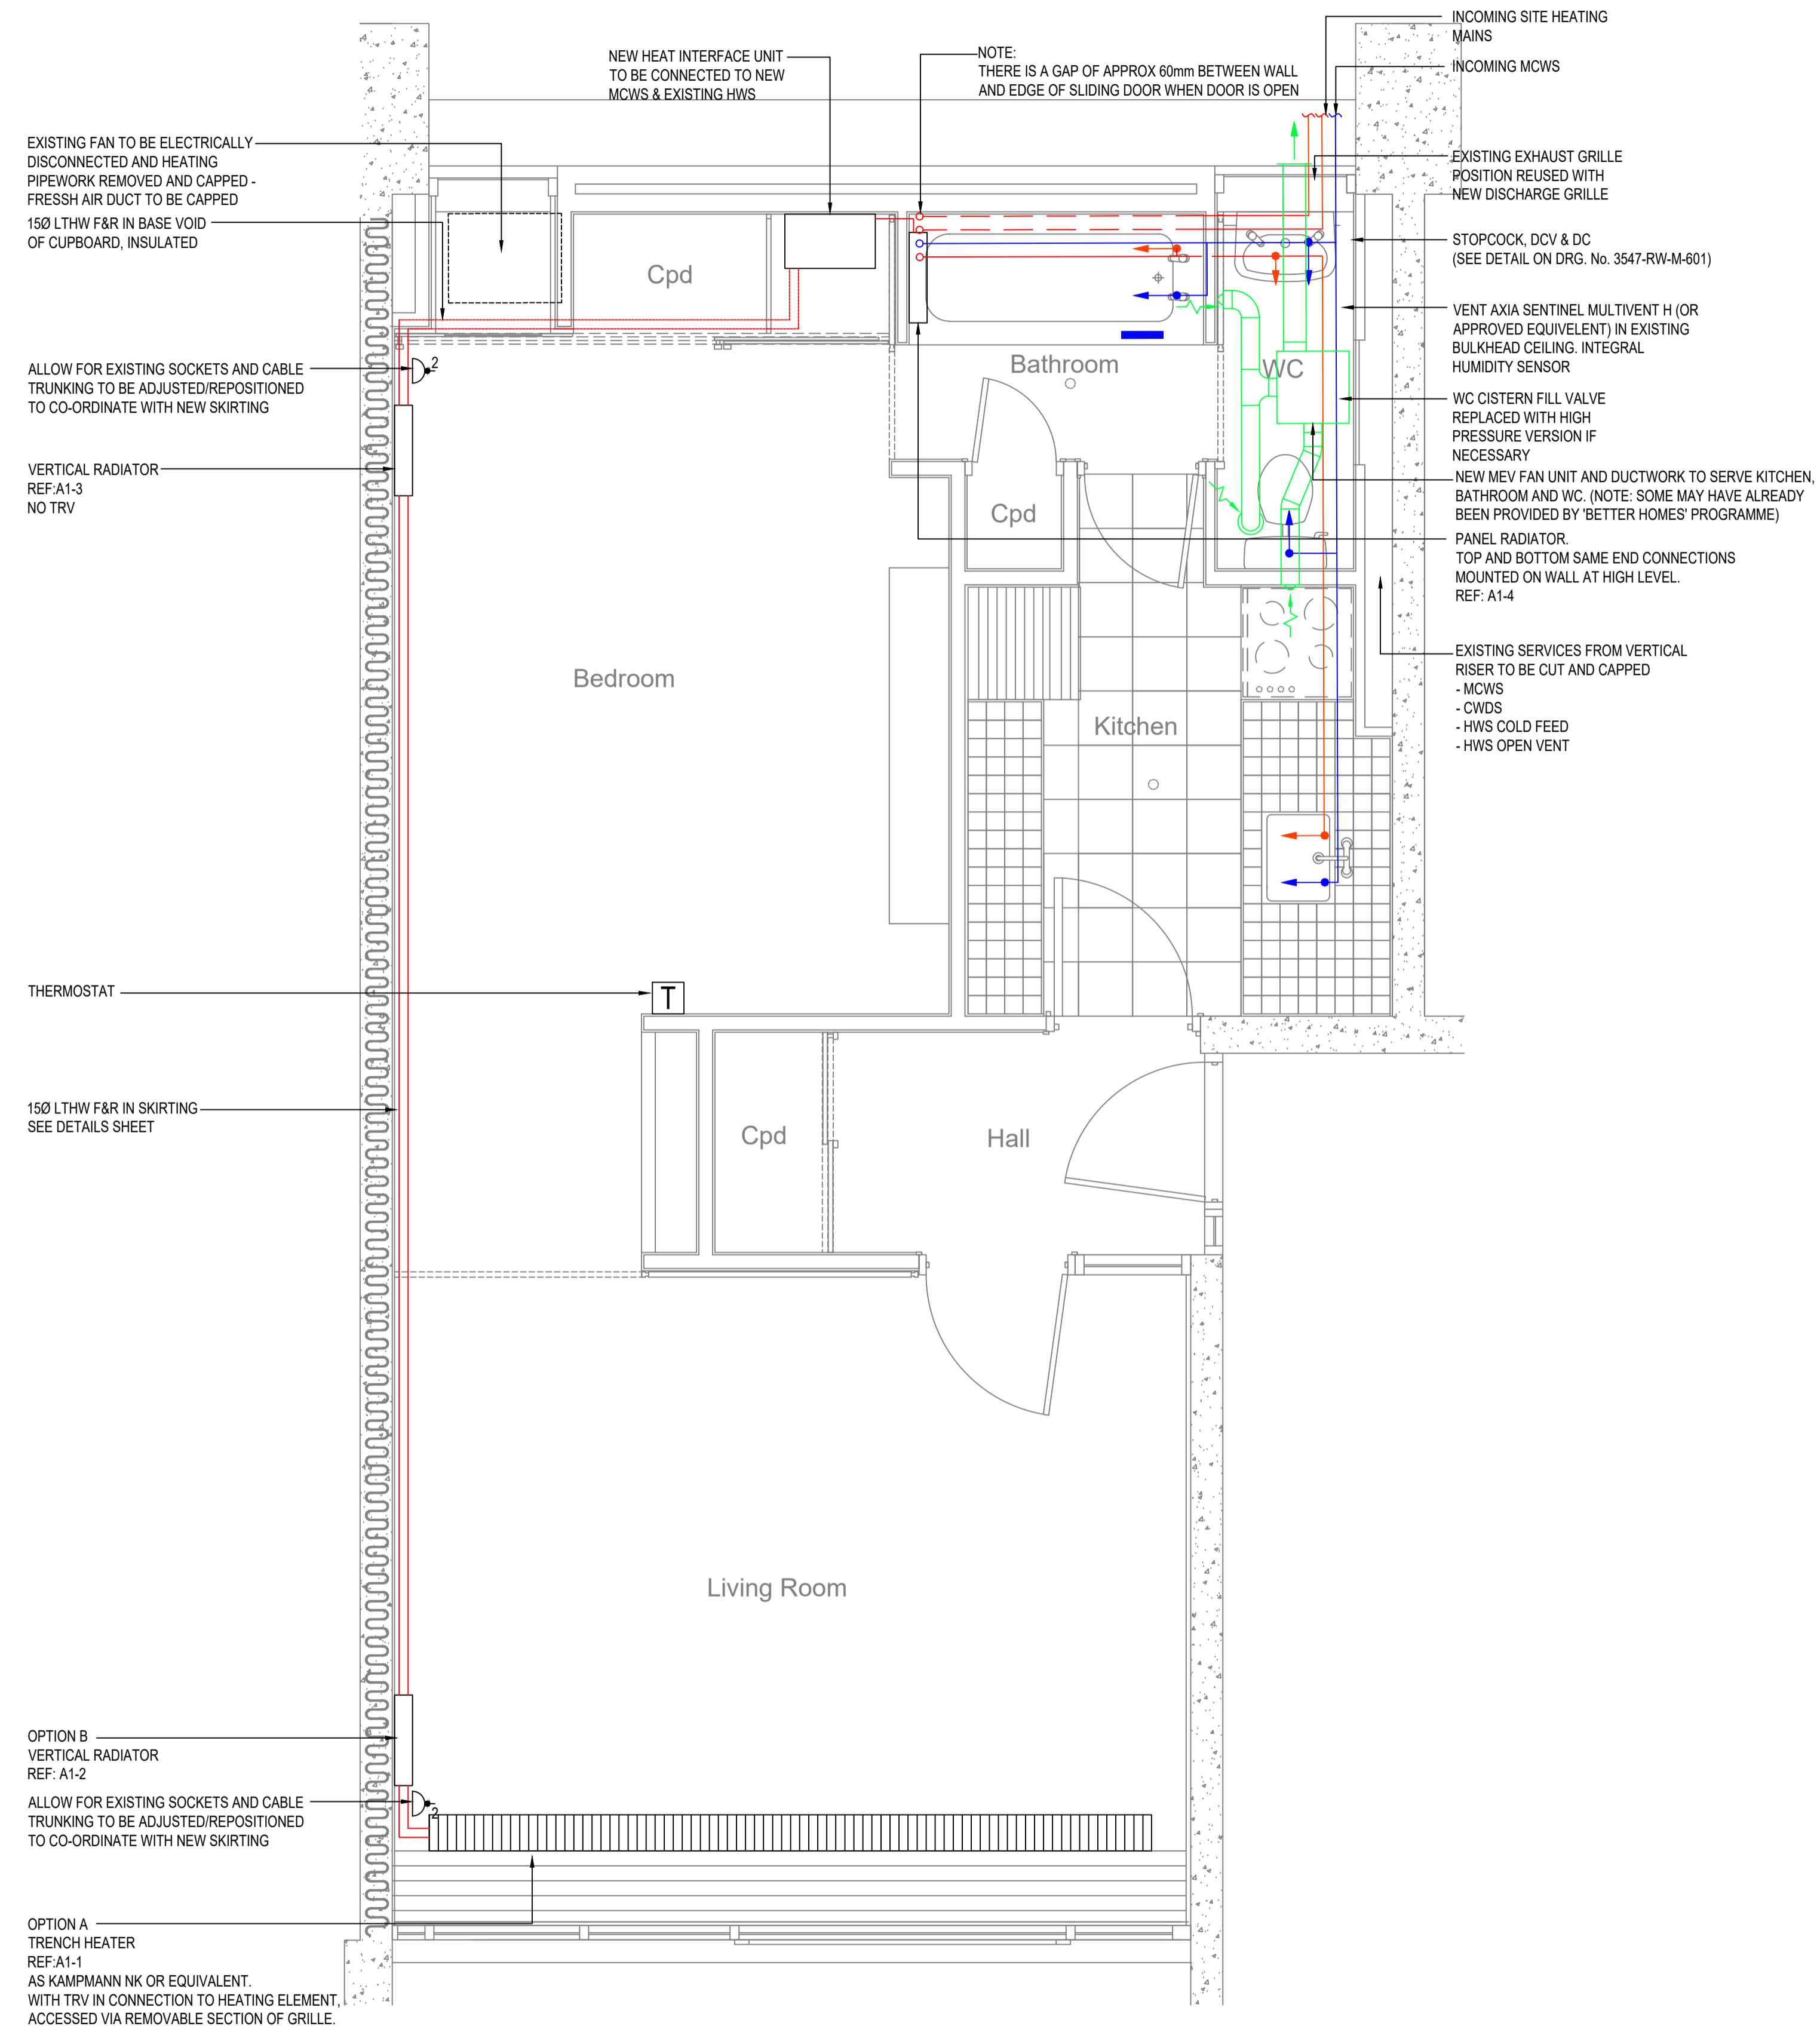 INCOMING SITE HEATING
MAINS
INCOMING MCWS
NEW HEAT INTERFACE UNIT
TO BE CONNECTED TO NEW
MCWS & EXISTING HWS
NOTE:
THERE IS A GAP OF APPROX 60mm BETWEEN WALL
AND EDGE OF SLIDING DOOR WHEN DOOR IS OPEN
EXISTING FAN TO BE ELECTRICALLY
DISCONNECTED AND HEATING
PIPEWORK REMOVED AND CAPPED -
FRESSH AIR DUCT TO BE CAPPED
15Ø LTHW F&R IN BASE VOID
OF CUPBOARD, INSULATED
EXISTING EXHAUST GRILLE
POSITION REUSED WITH
NEW DISCHARGE GRILLE
STOPCOCK, DCV & DC
(SEE DETAIL ON DRG. No. 3547-RW-M-601)
VENT AXIA SENTINEL MULTIVENT H (OR
APPROVED EQUIVELENT) IN EXISTING
BULKHEAD CEILING. INTEGRAL
HUMIDITY SENSOR
WC CISTERN FILL VALVE
REPLACED WITH HIGH
PRESSURE VERSION IF
NECESSARY
NEW MEV FAN UNIT AND DUCTWORK TO SERVE KITCHEN,
BATHROOM AND WC. (NOTE: SOME MAY HAVE ALREADY
BEEN PROVIDED BY 'BETTER HOMES' PROGRAMME)
PANEL RADIATOR.
TOP AND BOTTOM SAME END CONNECTIONS
MOUNTED ON WALL AT HIGH LEVEL.
REF: A1-4
EXISTING SERVICES FROM VERTICAL
RISER TO BE CUT AND CAPPED
- MCWS
- CWDS
- HWS COLD FEED
- HWS OPEN VENT
Cpd
Bathroom
WC
ALLOW FOR EXISTING SOCKETS AND CABLE
TRUNKING TO BE ADJUSTED/REPOSITIONED
TO CO-ORDINATE WITH NEW SKIRTING
2
VERTICAL RADIATOR
REF:A1-3
NO TRV
Cpd
Bedroom
Kitchen
THERMOSTAT
T
15Ø LTHW F&R IN SKIRTING
SEE DETAILS SHEET
Cpd
Hall
Living Room
OPTION B
VERTICAL RADIATOR
REF: A1-2
ALLOW FOR EXISTING SOCKETS AND CABLE
TRUNKING TO BE ADJUSTED/REPOSITIONED
TO CO-ORDINATE WITH NEW SKIRTING
2
OPTION A
TRENCH HEATER
REF:A1-1
AS KAMPMANN NK OR EQUIVALENT.
WITH TRV IN CONNECTION TO HEATING ELEMENT,
ACCESSED VIA REMOVABLE SECTION OF GRILLE.